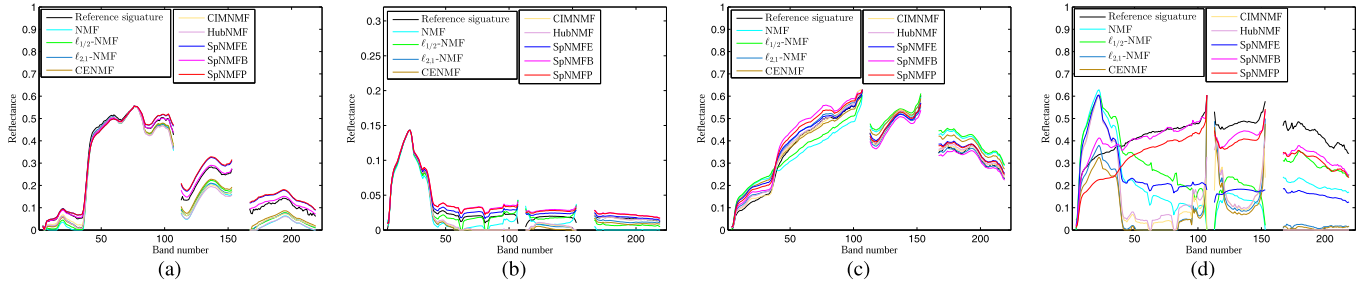 Reference siguature
NMF
ℓ1/2-NMF
ℓ2,1-NMF
CENMF
CIMNMF
HubNMF
SpNMFE
SpNMFB
SpNMFP
Reflectance
1
0.9
0.8
0.7
0.6
0.5
0.4
0.3
0.2
0.1
0
50
100
150
200
Band number
(a)
Reference siguature
NMF
ℓ1/2-NMF
ℓ2,1-NMF
CENMF
CIMNMF
HubNMF
SpNMFE
SpNMFB
SpNMFP
Reflectance
0.3
0.25
0.2
0.15
0.1
0.05
0
50
100
150
200
Band number
(b)
Reference siguature
NMF
ℓ1/2-NMF
ℓ2,1-NMF
CENMF
CIMNMF
HubNMF
SpNMFE
SpNMFB
SpNMFP
Reflectance
1
0.9
0.8
0.7
0.6
0.5
0.4
0.3
0.2
0.1
0
50
100
150
200
Band number
(c)
Reference siguature
NMF
ℓ1/2-NMF
ℓ2,1-NMF
CENMF
CIMNMF
HubNMF
SpNMFE
SpNMFB
SpNMFP
Reflectance
1
0.9
0.8
0.7
0.6
0.5
0.4
0.3
0.2
0.1
0
50
100
150
200
Band number
(d)